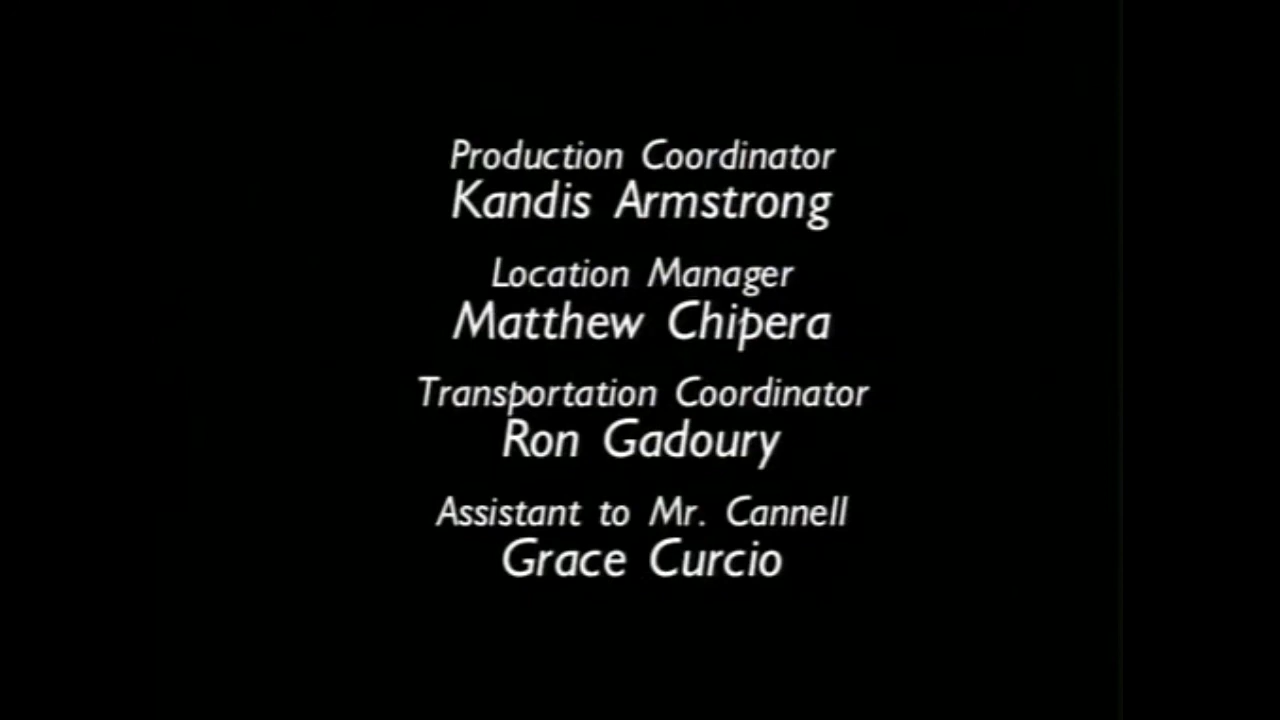 Production Coordinator
Kandis Armstrong
Location Manager
Matthew Chipera
Transportation Coordinator
Ron Gadoury
Assistant to Mr. Cannell
Grace Curcio